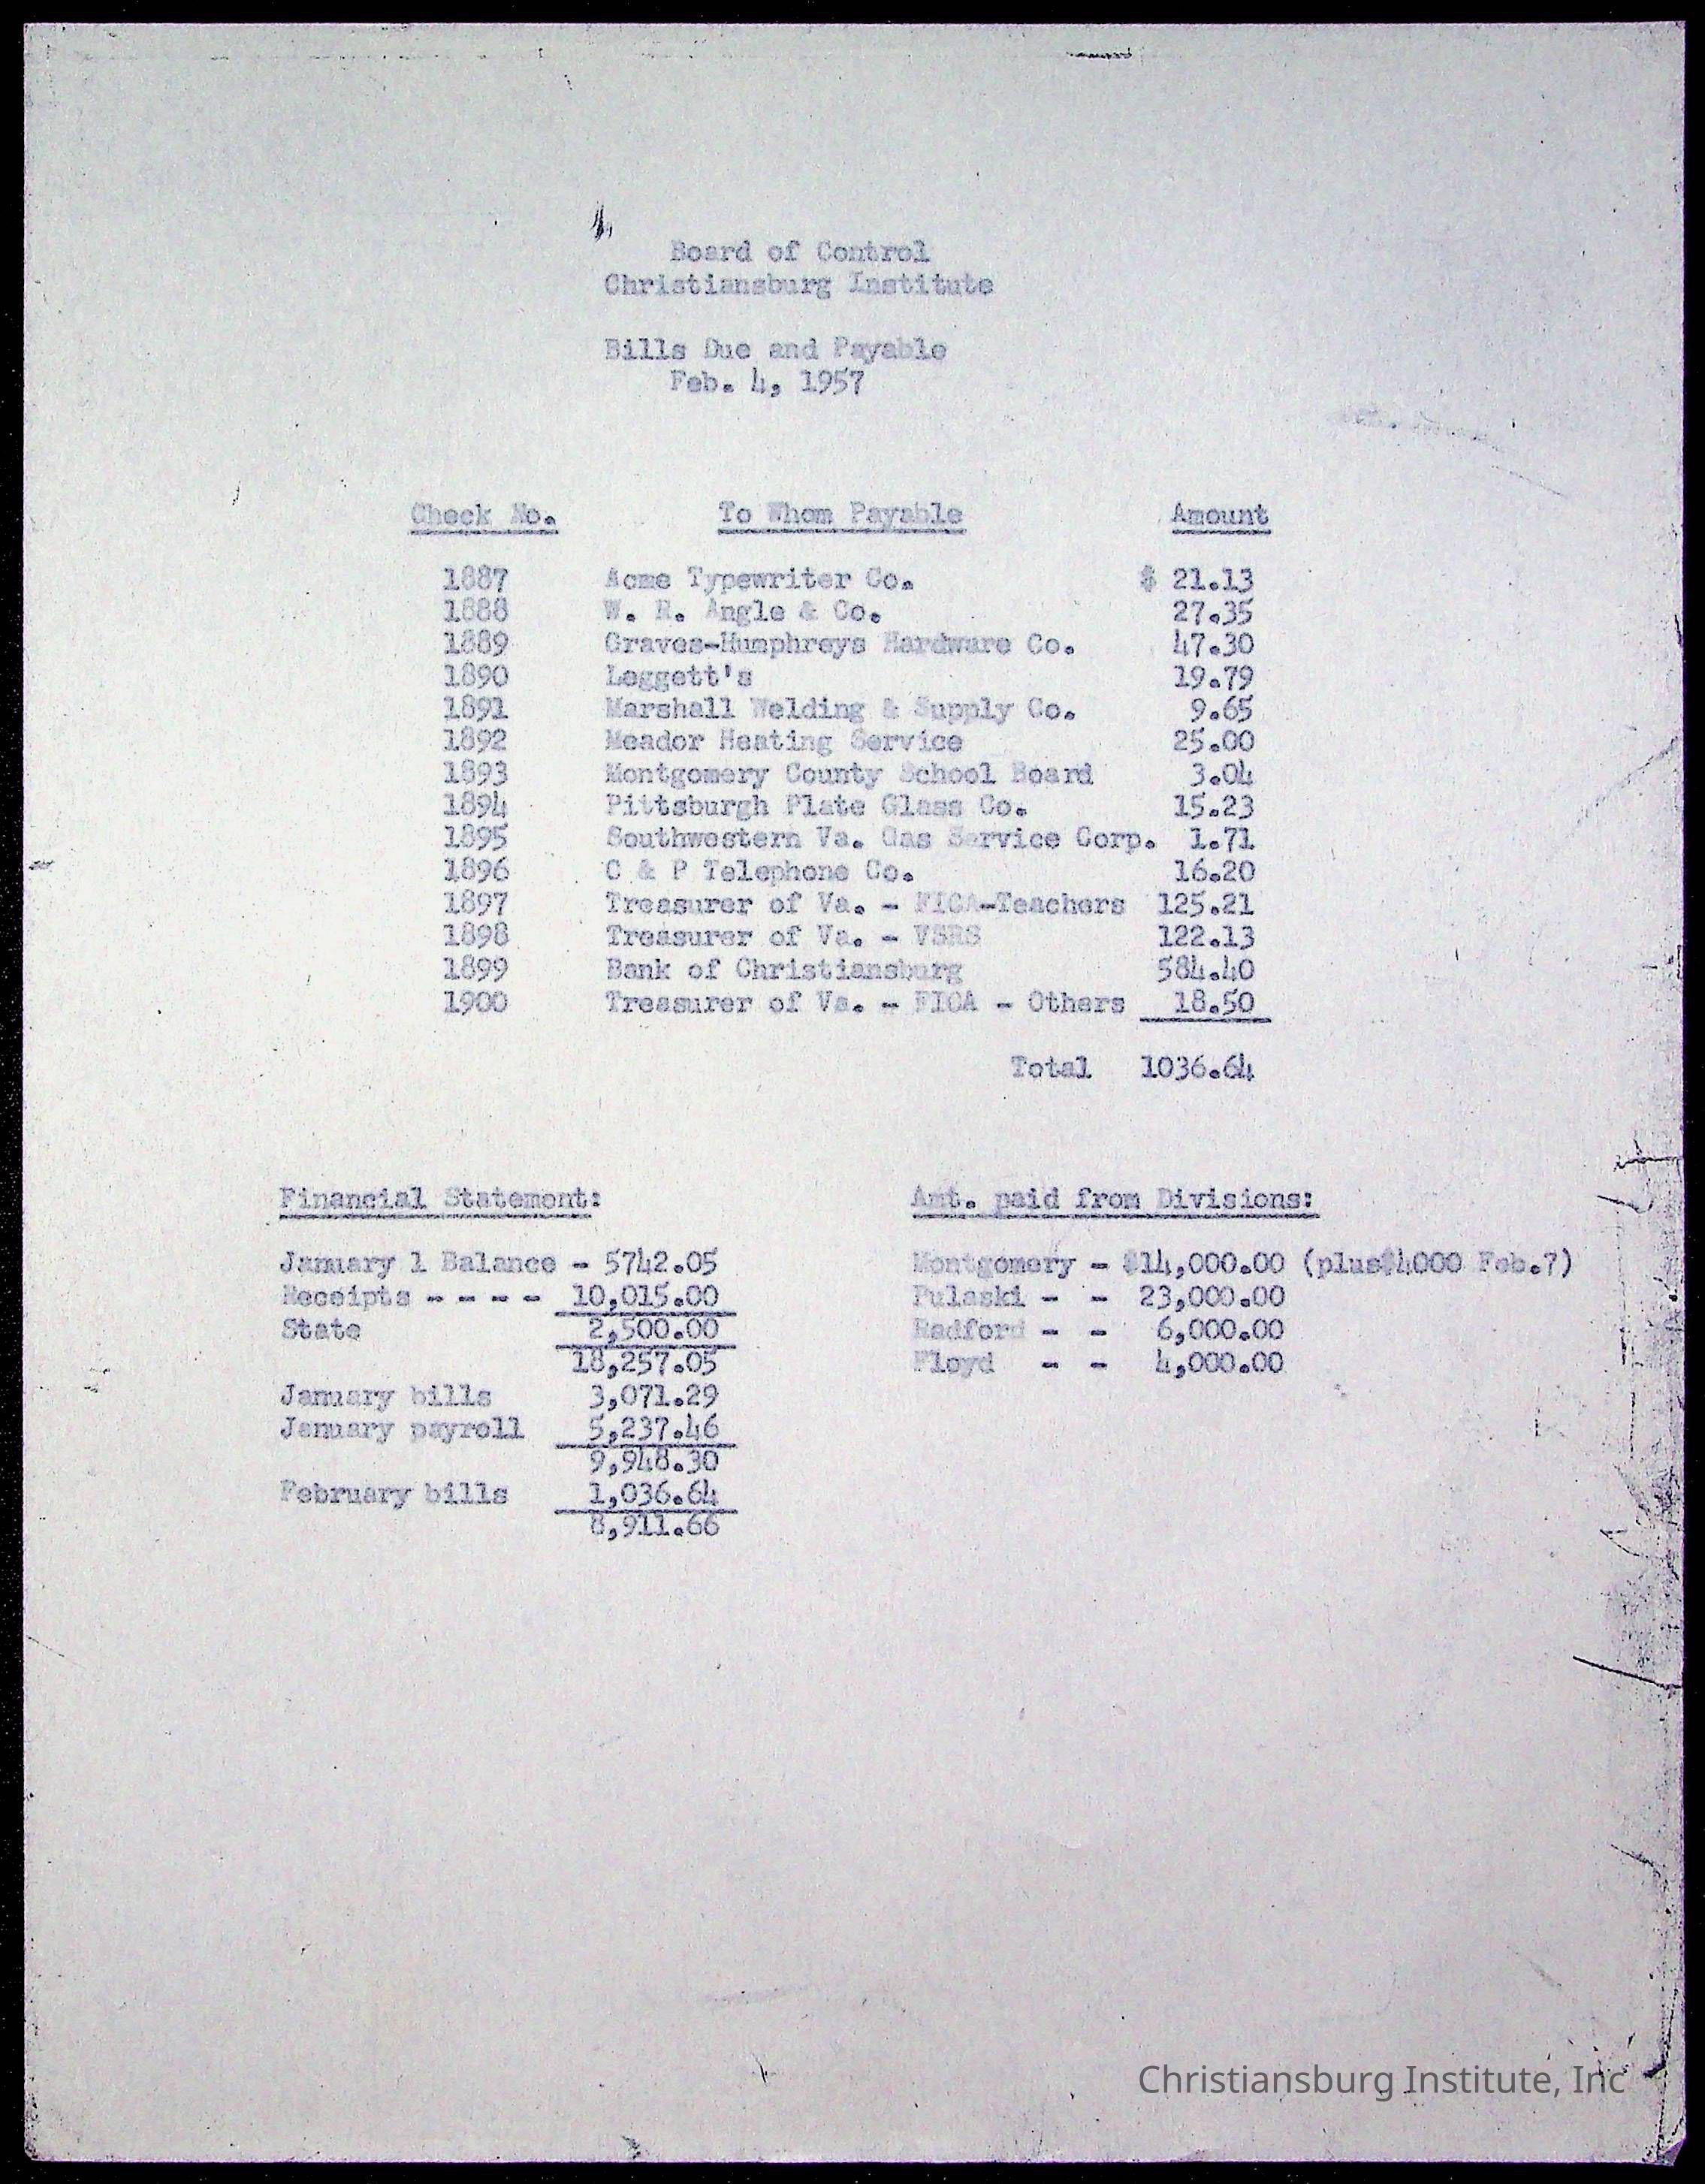 Board of Control
Christiansburg Institute
Bills Due and Payable
Feb. 4, 1957
Check No. To Whom Payable Amount
1887 Acme Typewriter Co. $ 21.13
1888 W. R. Angle & Co. 27.35
1889 Graves-Humphreys Hardware Co. 47.30
1890 Leggett's 19.79
1891 Marshall Welding & Supply Co. 9.65
1892 Meador Heating Service 25.00
1893 Montgomery County School Board 3.04
1894 Pittsburgh Plate Glass Co. 15.23
1895 Southwestern Va. Gas Service Corp. 1.71
1896 C & P Telephone Co. 16.20
1897 Treasurer of Va. - FICA-Teachers 125.21
1898 Treasurer of Va. - VSRS 122.13
1899 Bank of Christiansburg 584.40
1900 Treasurer of Va. - FICA - Others 18.50
Total 1036.64
Financial Statement:
January 1 Balance - 5742.05
Receipts - - - - 10,015.00
State 2,500.00
18,257.05
January bills 3,071.29
January payroll 5,237.46
9,948.30
February bills 1,036.64
8,911.66
Amt. paid from Divisions:
Montgomery - $14,000.00 (plus$4000 Feb.?)
Pulaski - - 23,000.00
Radford - - 6,000.00
Floyd - - 4,000.00
Christiansburg Institute, Inc